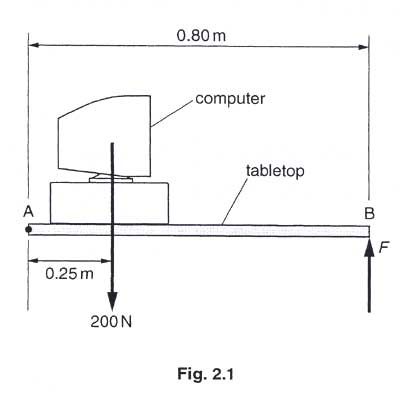 0.80 m
computer
tabletop
A
B
F
0.25 m
200 N
Fig. 2.1